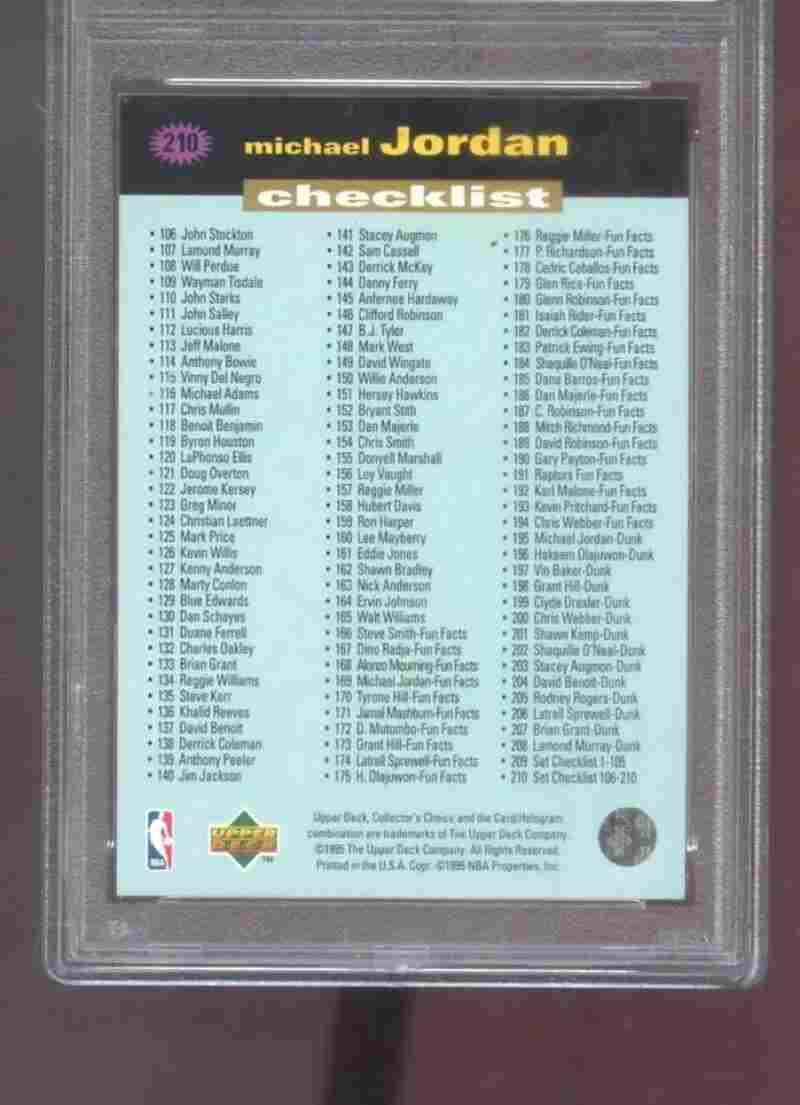 210
michael Jordan
checklist
• 106 John Stockton
• 107 Lamond Murray
• 108 Will Perdue
• 109 Wayman Tisdale
• 110 John Starks
• 111 John Salley
• 112 Lucious Harris
• 113 Jeff Malone
• 114 Anthony Bowie
• 115 Vinny Del Negro
• 116 Michael Adams
• 117 Chris Mullin
• 118 Benoit Benjamin
• 119 Byron Houston
• 120 LaPhonso Ellis
• 121 Doug Overton
• 122 Jerome Kersey
• 123 Greg Minor
• 124 Christian Laettner
• 125 Mark Price
• 126 Kevin Willis
• 127 Kenny Anderson
• 128 Marty Conlon
• 129 Blue Edwards
• 130 Dan Schayes
• 131 Duane Ferrell
• 132 Charles Oakley
• 133 Brian Grant
• 134 Reggie Williams
• 135 Steve Kerr
• 136 Khalid Reeves
• 137 David Benoit
• 138 Derrick Coleman
• 139 Anthony Peeler
• 140 Jim Jackson
• 141 Stacey Augmon
• 142 Sam Cassell
• 143 Derrick McKey
• 144 Danny Ferry
• 145 Anfernee Hardaway
• 146 Clifford Robinson
• 147 B.J. Tyler
• 148 Mark West
• 149 David Wingate
• 150 Willie Anderson
• 151 Hersey Hawkins
• 152 Bryant Stith
• 153 Dan Majerle
• 154 Chris Smith
• 155 Donyell Marshall
• 156 Loy Vaught
• 157 Reggie Miller
• 158 Hubert Davis
• 159 Ron Harper
• 160 Lee Mayberry
• 161 Eddie Jones
• 162 Shawn Bradley
• 163 Nick Anderson
• 164 Ervin Johnson
• 165 Walt Williams
• 166 Steve Smith-Fun Facts
• 167 Dino Radja-Fun Facts
• 168 Alonzo Mourning-Fun Facts
• 169 Michael Jordan-Fun Facts
• 170 Tyrone Hill-Fun Facts
• 171 Jamal Mashburn-Fun Facts
• 172 D. Mutombo-Fun Facts
• 173 Grant Hill-Fun Facts
• 174 Latrell Sprewell-Fun Facts
• 175 H. Olajuwon-Fun Facts
• 176 Reggie Miller-Fun Facts
• 177 P. Richardson-Fun Facts
• 178 Cedric Ceballos-Fun Facts
• 179 Glen Rice-Fun Facts
• 180 Glenn Robinson-Fun Facts
• 181 Isaiah Rider-Fun Facts
• 182 Derrick Coleman-Fun Facts
• 183 Patrick Ewing-Fun Facts
• 184 Shaquille O'Neal-Fun Facts
• 185 Dana Barros-Fun Facts
• 186 Dan Majerle-Fun Facts
• 187 C. Robinson-Fun Facts
• 188 Mitch Richmond-Fun Facts
• 189 David Robinson-Fun Facts
• 190 Gary Payton-Fun Facts
• 191 Raptors Fun Facts
• 192 Karl Malone-Fun Facts
• 193 Kevin Pritchard-Fun Facts
• 194 Chris Webber-Fun Facts
• 195 Michael Jordan-Dunk
• 196 Hakeem Olajuwon-Dunk
• 197 Vin Baker-Dunk
• 198 Grant Hill-Dunk
• 199 Clyde Drexler-Dunk
• 200 Chris Webber-Dunk
• 201 Shawn Kemp-Dunk
• 202 Shaquille O'Neal-Dunk
• 203 Stacey Augmon-Dunk
• 204 David Benoit-Dunk
• 205 Rodney Rogers-Dunk
• 206 Latrell Sprewell-Dunk
• 207 Brian Grant-Dunk
• 208 Lamond Murray-Dunk
• 209 Set Checklist 1-105
• 210 Set Checklist 106-210
NBA
UPPER DECK
TM
Upper Deck, Collector's Choice and the Card/Hologram
combination are trademarks of The Upper Deck Company.
©1995 The Upper Deck Company. All Rights Reserved.
Printed in the U.S.A. Copr. ©1995 NBA Properties, Inc.